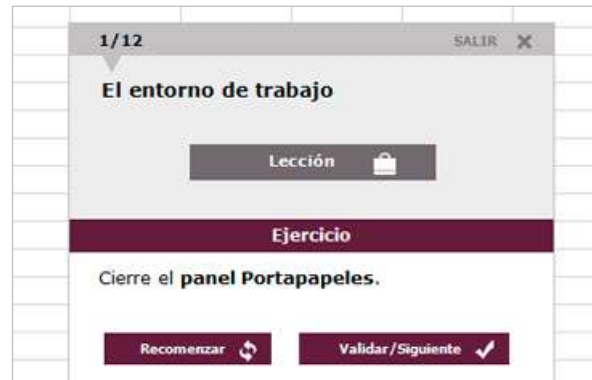 1/12 SALIR
El entorno de trabajo
Lección
Ejercicio
Cierre el panel Portapapeles.
Recomenzar Validar/Siguiente